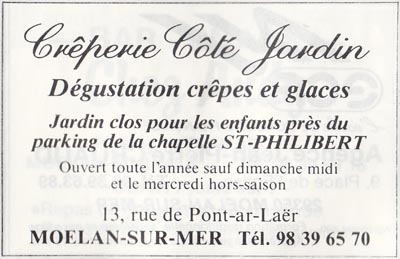 Crêperie Côté Jardin
Dégustation crêpes et glaces
Jardin clos pour les enfants près du
parking de la chapelle ST-PHILIBERT
Ouvert toute l'année sauf dimanche midi
et le mercredi hors-saison
13, rue de Pont-ar-Laër
MOELAN-SUR-MER Tél. 98 39 65 70